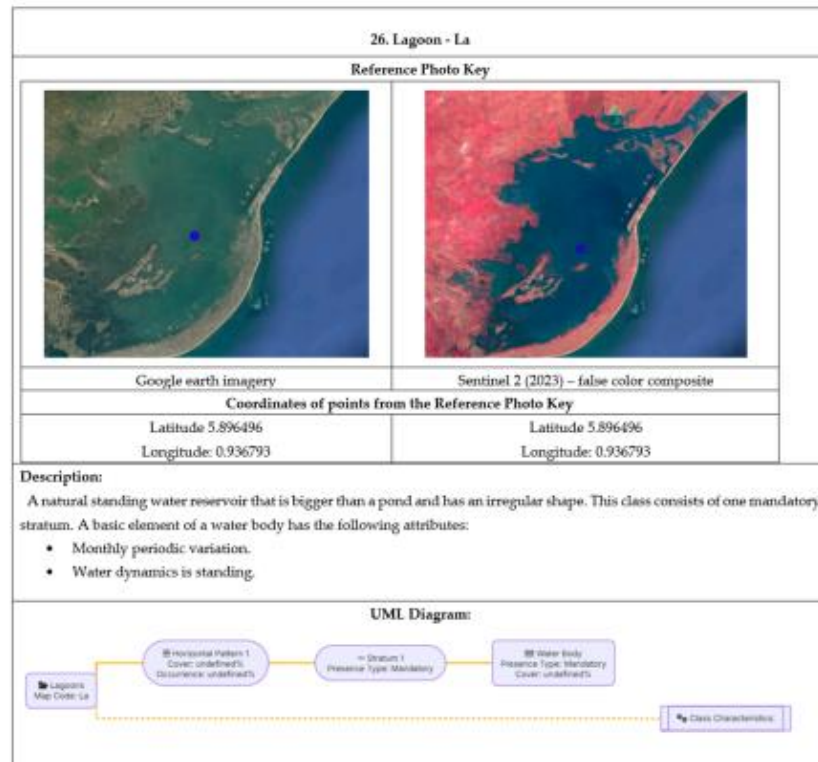 26. Lagoon - La
Reference Photo Key
Google earth imagery
Sentinel 2 (2023) – false color composite
Coordinates of points from the Reference Photo Key
Latitude 5.896496
Latitude 5.896496
Longitude: 0.936793
Longitude: 0.936793
Description:
A natural standing water reservoir that is bigger than a pond and has an irregular shape. This class consists of one mandatory
stratum. A basic element of a water body has the following attributes:
• Monthly periodic variation.
• Water dynamics is standing.
UML Diagram:
Horizontal Pattern 1
Cover: undefined%
Occurrence: undefined%
Stratum 1
Presence Type: Mandatory
Water Body
Presence Type: Mandatory
Cover: undefined%
Lagoons
Map Code: La
Class Characteristics